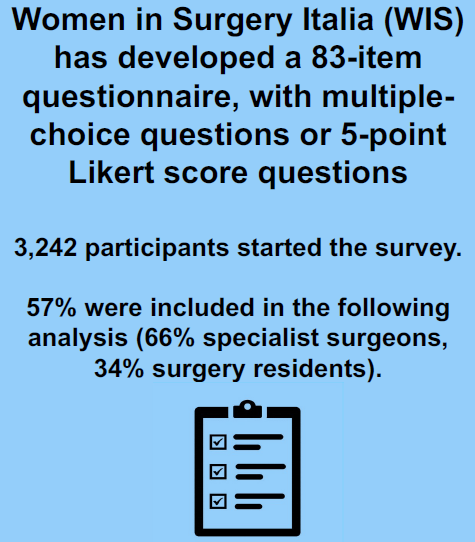 Women in Surgery Italia (WIS)
has developed a 83-item
questionnaire, with multiple-
choice questions or 5-point
Likert score questions
3,242 participants started the survey.
57% were included in the following
analysis (66% specialist surgeons,
34% surgery residents).